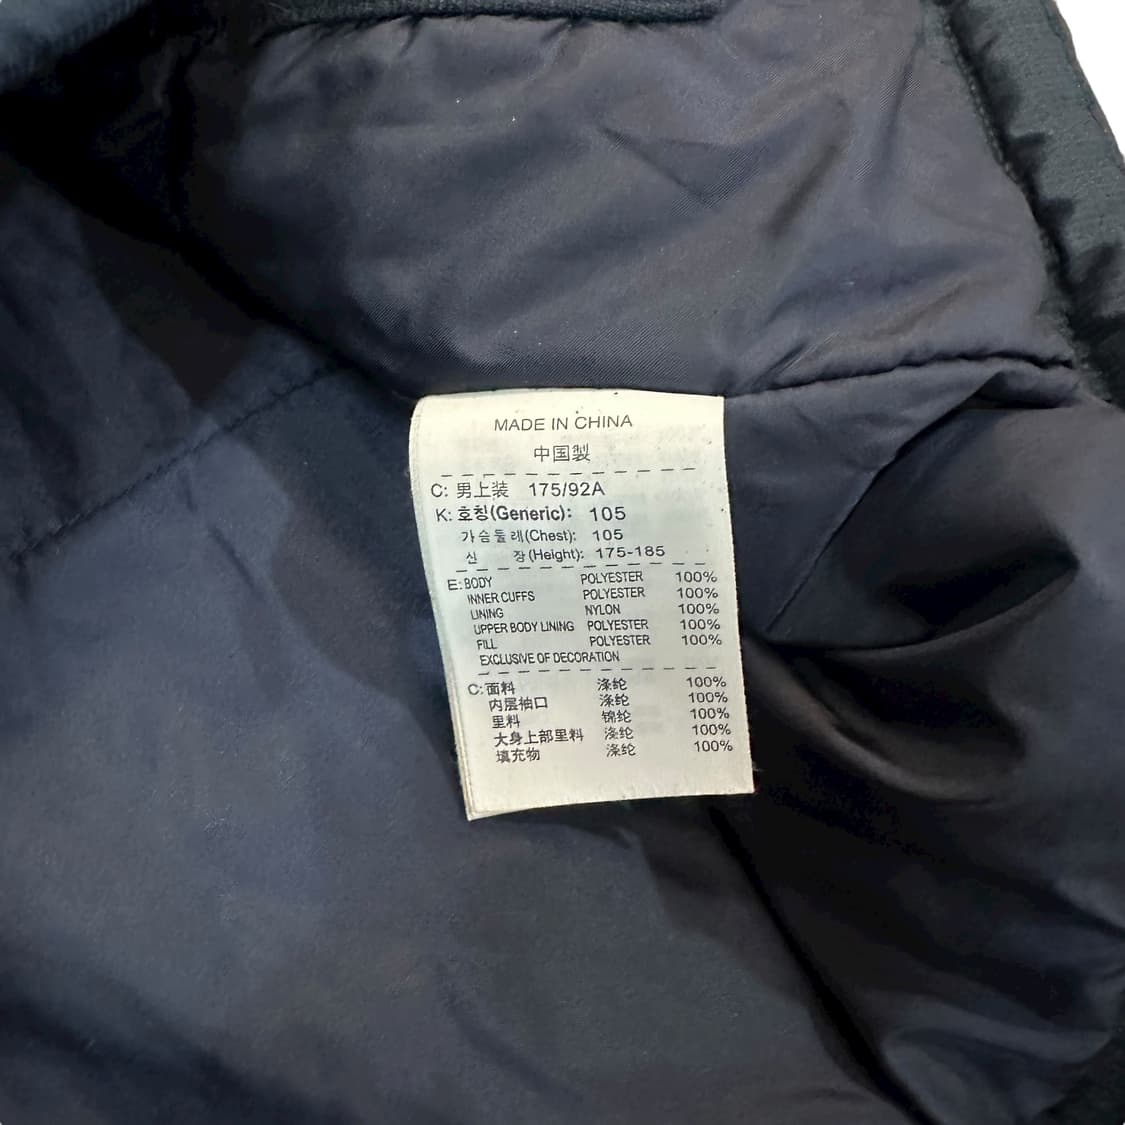 MADE IN CHINA
中国製
C: 男上装 175/92A
K: 호칭(Generic): 105
가슴둘레(Chest): 105
신 장(Height): 175-185
E: BODY POLYESTER 100%
INNER CUFFS POLYESTER 100%
LINING NYLON 100%
UPPER BODY LINING POLYESTER 100%
FILL POLYESTER 100%
EXCLUSIVE OF DECORATION
C: 面料 涤纶 100%
内层袖口 涤纶 100%
里料 锦纶 100%
大身上部里料 涤纶 100%
填充物 涤纶 100%